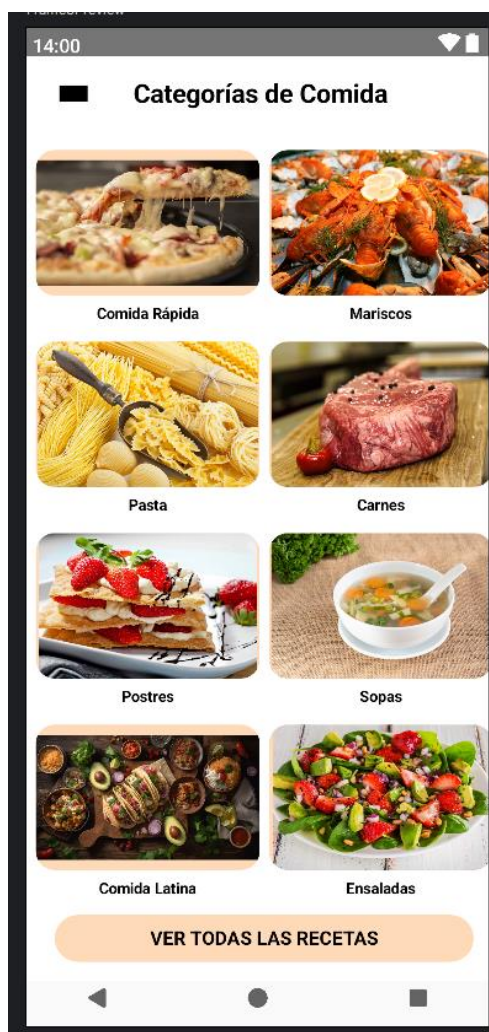 14:00
Categorías de Comida
Comida Rápida
Mariscos
Pasta
Carnes
Postres
Sopas
Comida Latina
Ensaladas
VER TODAS LAS RECETAS